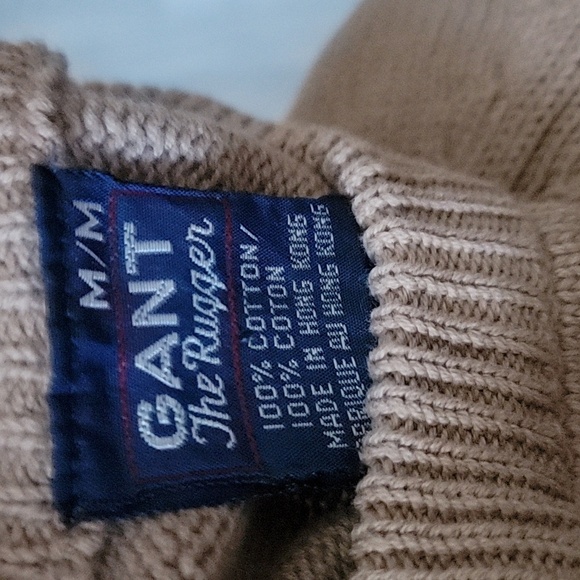 M/M
GANT
The Rugger
100% COTTON/
100% COTON
MADE IN HONG KONG
FABRIQUE AU HONG KONG